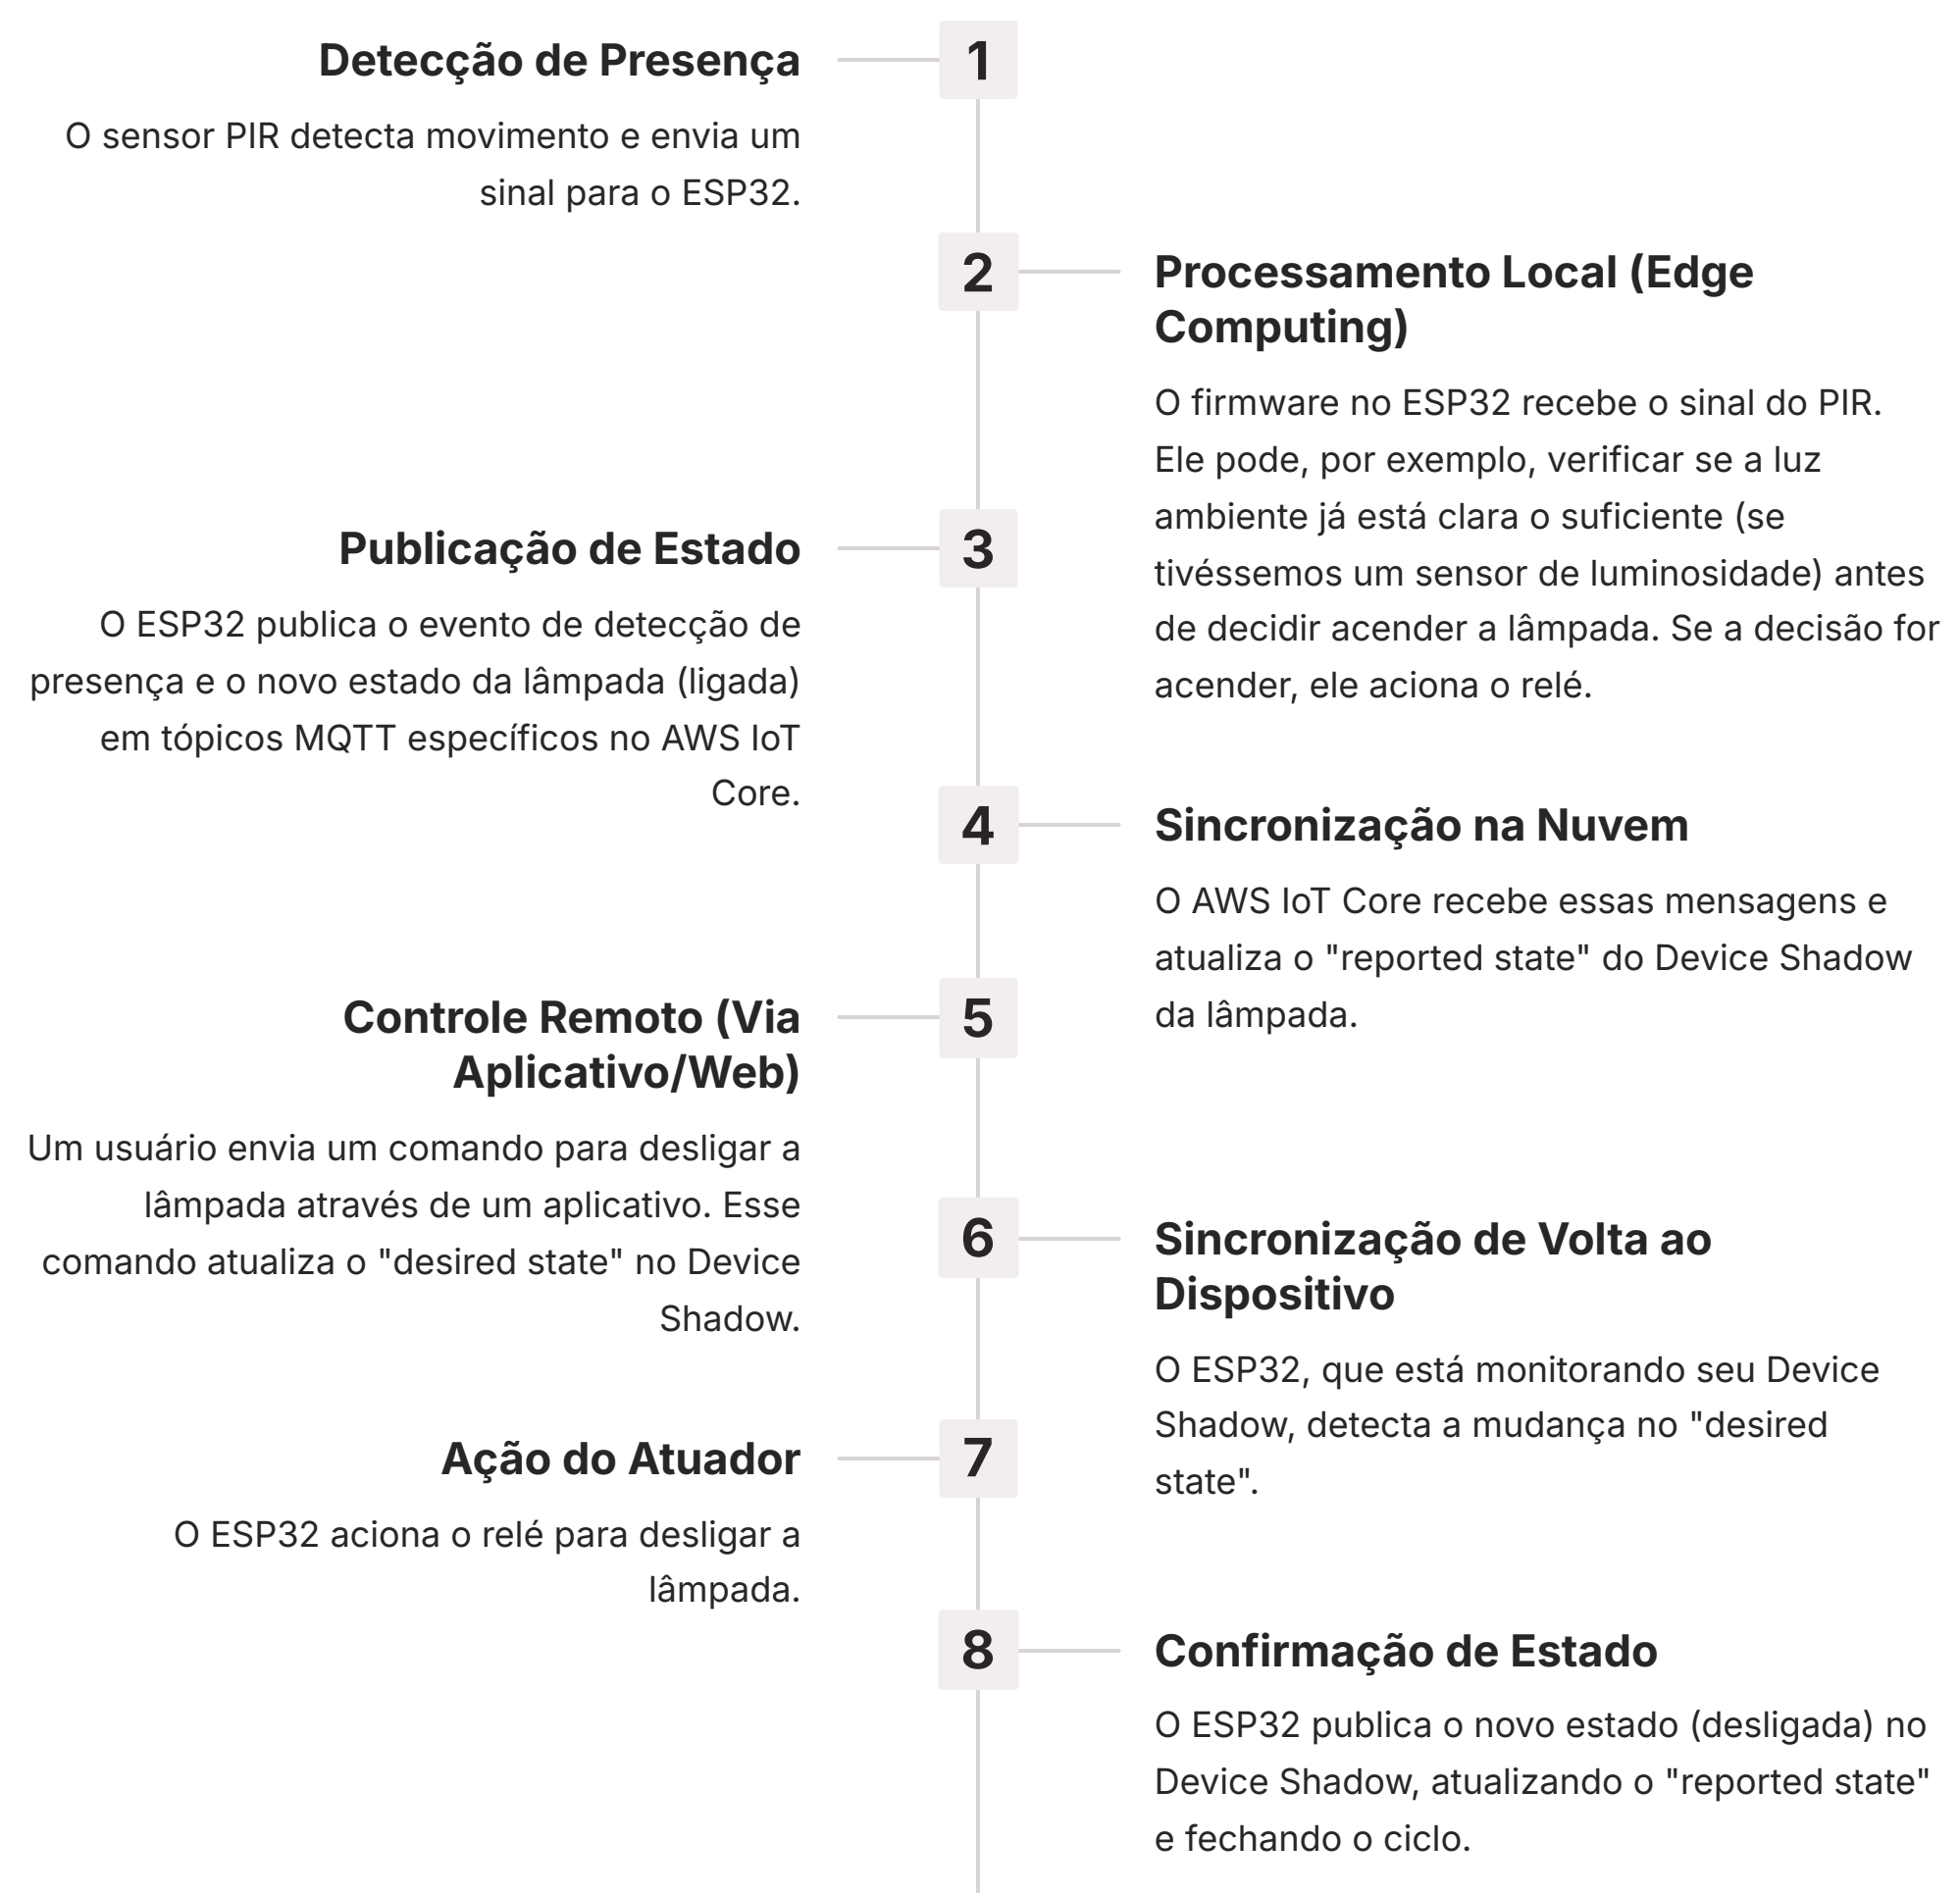 1
Detecção de Presença
O sensor PIR detecta movimento e envia um
sinal para o ESP32.
2
Processamento Local (Edge
Computing)
O firmware no ESP32 recebe o sinal do PIR.
Ele pode, por exemplo, verificar se a luz
ambiente já está clara o suficiente (se
tivéssemos um sensor de luminosidade) antes
de decidir acender a lâmpada. Se a decisão for
acender, ele aciona o relé.
3
Publicação de Estado
O ESP32 publica o evento de detecção de
presença e o novo estado da lâmpada (ligada)
em tópicos MQTT específicos no AWS IoT
Core.
4
Sincronização na Nuvem
O AWS IoT Core recebe essas mensagens e
atualiza o "reported state" do Device Shadow
da lâmpada.
5
Controle Remoto (Via
Aplicativo/Web)
Um usuário envia um comando para desligar a
lâmpada através de um aplicativo. Esse
comando atualiza o "desired state" no Device
Shadow.
6
Sincronização de Volta ao
Dispositivo
O ESP32, que está monitorando seu Device
Shadow, detecta a mudança no "desired
state".
7
Ação do Atuador
O ESP32 aciona o relé para desligar a
lâmpada.
8
Confirmação de Estado
O ESP32 publica o novo estado (desligada) no
Device Shadow, atualizando o "reported state"
e fechando o ciclo.